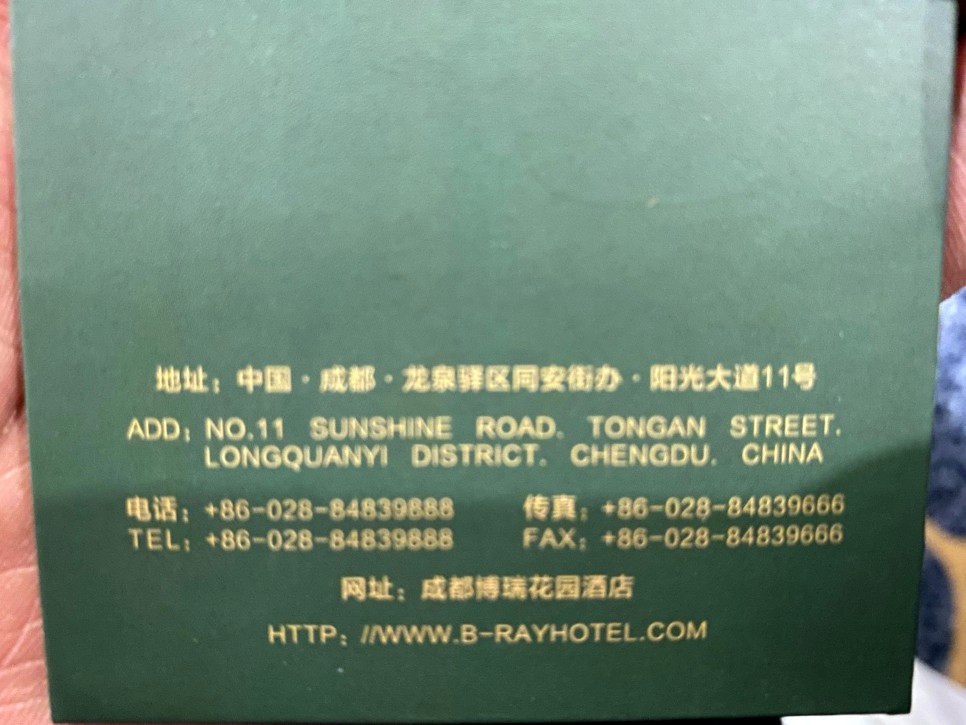 地址：中国·成都·龙泉驿区同安街办·阳光大道11号
ADD: NO.11 SUNSHINE ROAD. TONGAN STREET.
LONGQUANYI DISTRICT. CHENGDU. CHINA
电话：+86-028-84839888 传真：+86-028-84839666
TEL: +86-028-84839888 FAX: +86-028-84839666
网址：成都博瑞花园酒店
HTTP: //WWW.B-RAYHOTEL.COM